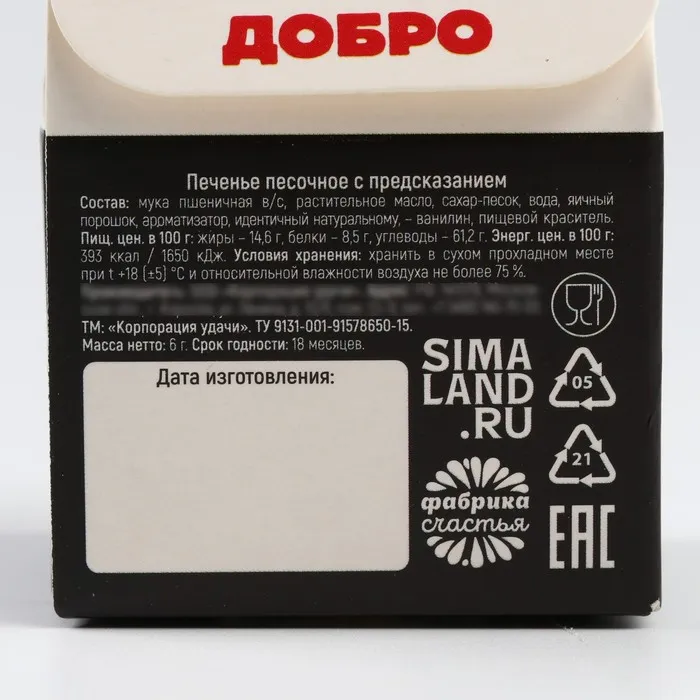 ДОБРО
Печенье песочное с предсказанием
Состав: мука пшеничная в/с, растительное масло, сахар-песок, вода, яичный
порошок, ароматизатор, идентичный натуральному, – ванилин, пищевой краситель.
Пищ. цен. в 100 г: жиры – 14,6 г, белки – 8,5 г, углеводы – 61,2 г. Энерг. цен. в 100 г:
393 ккал / 1650 кДж. Условия хранения: хранить в сухом прохладном месте
при t +18 (±5) °С и относительной влажности воздуха не более 75 %.
ТМ: «Корпорация удачи». ТУ 9131-001-91578650-15.
Масса нетто: 6 г. Срок годности: 18 месяцев.
Дата изготовления:
SIMA
LAND
.RU
05
21
фабрика
счастья
EAC